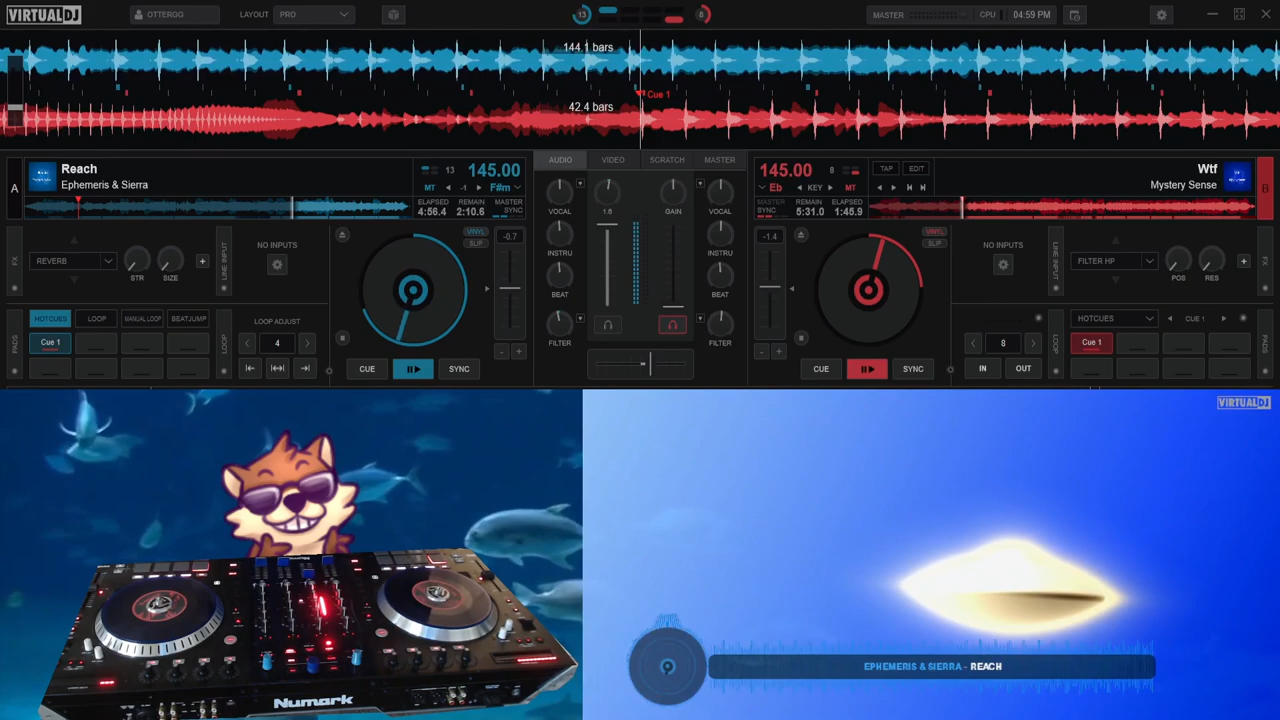 VIRTUALDJ
OTTERGG
LAYOUT
PRO
13
8
MASTER
CPU
04:59 PM
144.1 bars
Cue 1
42.4 bars
A
Reach
Ephemeris & Sierra
13
145.00
MT
-1
F#m
ELAPSED
4:56.4
REMAIN
2:10.6
MASTER
SYNC
AUDIO
VIDEO
SCRATCH
MASTER
145.00
8
TAP
EDIT
Eb
KEY
MT
MASTER
SYNC
REMAIN
5:31.0
ELAPSED
1:45.9
Wtf
Mystery Sense
B
FX
REVERB
STR
SIZE
LINE INPUT
NO INPUTS
VINYL
SLIP
-0.7
VOCAL
INSTRU
BEAT
FILTER
1.6
GAIN
VOCAL
INSTRU
BEAT
FILTER
-1.4
VINYL
SLIP
NO INPUTS
LINE INPUT
FILTER HP
POS
RES
FX
PADS
HOTCUES
LOOP
MANUAL LOOP
BEATJUMP
Cue 1
LOOP
LOOP ADJUST
4
CUE
SYNC
CUE
SYNC
8
IN
OUT
LOOP
HOTCUES
CUE 1
Cue 1
PADS
Numark
VIRTUALDJ
EPHEMERIS & SIERRA - REACH